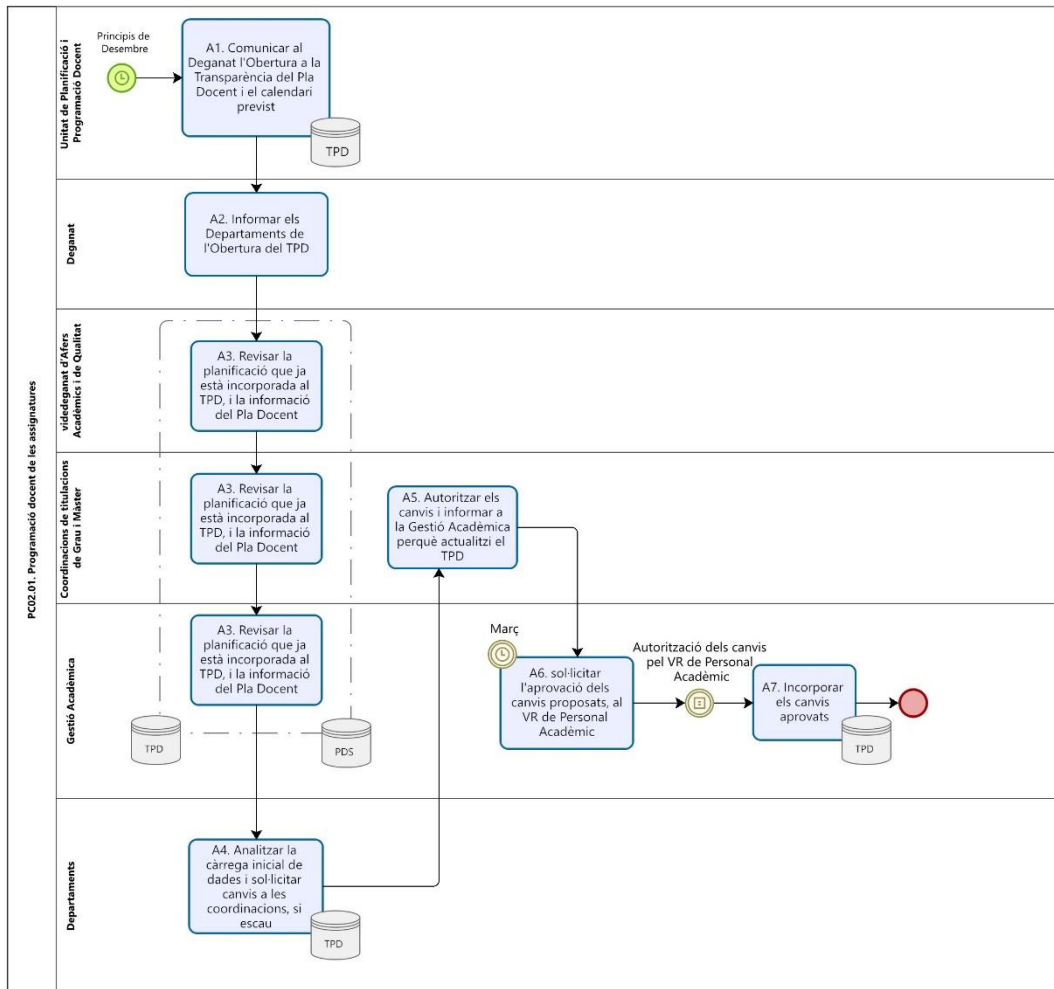 PC02.01. Programació docent de les assignatures
Unitat de Planificació i
Programació Docent
Principis de
Desembre
A1. Comunicar al
Deganat l'Obertura a la
Transparència del Pla
Docent i el calendari
previst
TPD
Deganat
A2. Informar els
Departaments de
l'Obertura del TPD
videdeganat d'Afers
Acadèmics i de Qualitat
A3. Revisar la
planificació que ja
està incorporada al
TPD, i la informació
del Pla Docent
Coordinacions de titulacions
de Grau i Màster
A3. Revisar la
planificació que ja
està incorporada al
TPD, i la informació
del Pla Docent
A5. Autoritzar els
canvis i informar a
la Gestió Acadèmica
perquè actualitzi el
TPD
Gestió Acadèmica
A3. Revisar la
planificació que ja
està incorporada al
TPD, i la informació
del Pla Docent
TPD
PDS
Març
A6. sol·licitar
l'aprovació dels
canvis proposats, al
VR de Personal
Acadèmic
Autorització dels canvis
pel VR de Personal
Acadèmic
A7. Incorporar
els canvis
aprovats
TPD
Departaments
A4. Analitzar la
càrrega inicial de
dades i sol·licitar
canvis a les
coordinacions, si
escau
TPD